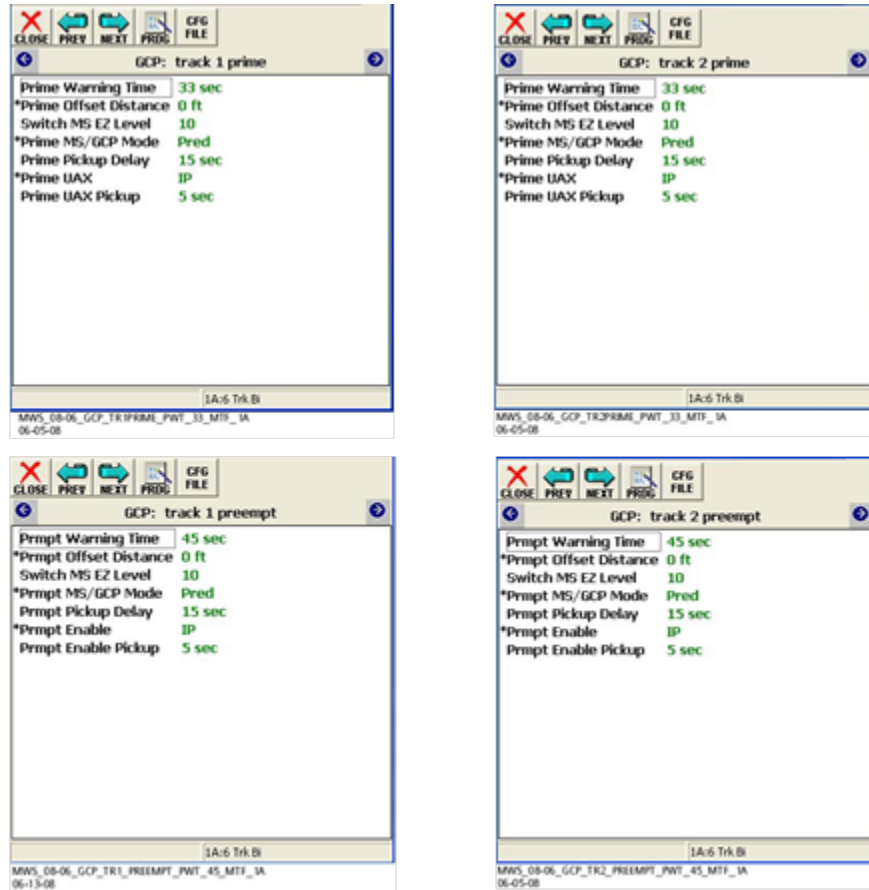 CLOSE PREV NEXT PROG CFG FILE
GCP: track 1 prime
Prime Warning Time 33 sec
*Prime Offset Distance 0 ft
Switch MS EZ Level 10
*Prime MS/GCP Mode Pred
Prime Pickup Delay 15 sec
*Prime UAX IP
Prime UAX Pickup 5 sec
1A:6 Trk Bi
MWS_08-06_GCP_TR1PRIME_PWT_33_MTF_1A
06-05-08
CLOSE PREV NEXT PROG CFG FILE
GCP: track 2 prime
Prime Warning Time 33 sec
*Prime Offset Distance 0 ft
Switch MS EZ Level 10
*Prime MS/GCP Mode Pred
Prime Pickup Delay 15 sec
*Prime UAX IP
Prime UAX Pickup 5 sec
1A:6 Trk Bi
MWS_08-06_GCP_TR2PRIME_PWT_33_MTF_1A
06-05-08
CLOSE PREV NEXT PROG CFG FILE
GCP: track 1 preempt
Prmpt Warning Time 45 sec
*Prmpt Offset Distance 0 ft
Switch MS EZ Level 10
*Prmpt MS/GCP Mode Pred
Prmpt Pickup Delay 15 sec
*Prmpt Enable IP
Prmpt Enable Pickup 5 sec
1A:6 Trk Bi
MWS_08-06_GCP_TR1_PREEMPT_PWT_45_MTF_1A
06-13-08
CLOSE PREV NEXT PROG CFG FILE
GCP: track 2 preempt
Prmpt Warning Time 45 sec
*Prmpt Offset Distance 0 ft
Switch MS EZ Level 10
*Prmpt MS/GCP Mode Pred
Prmpt Pickup Delay 15 sec
*Prmpt Enable IP
Prmpt Enable Pickup 5 sec
1A:6 Trk Bi
MWS_08-06_GCP_TR2_PREEMPT_PWT_45_MTF_1A
06-05-08